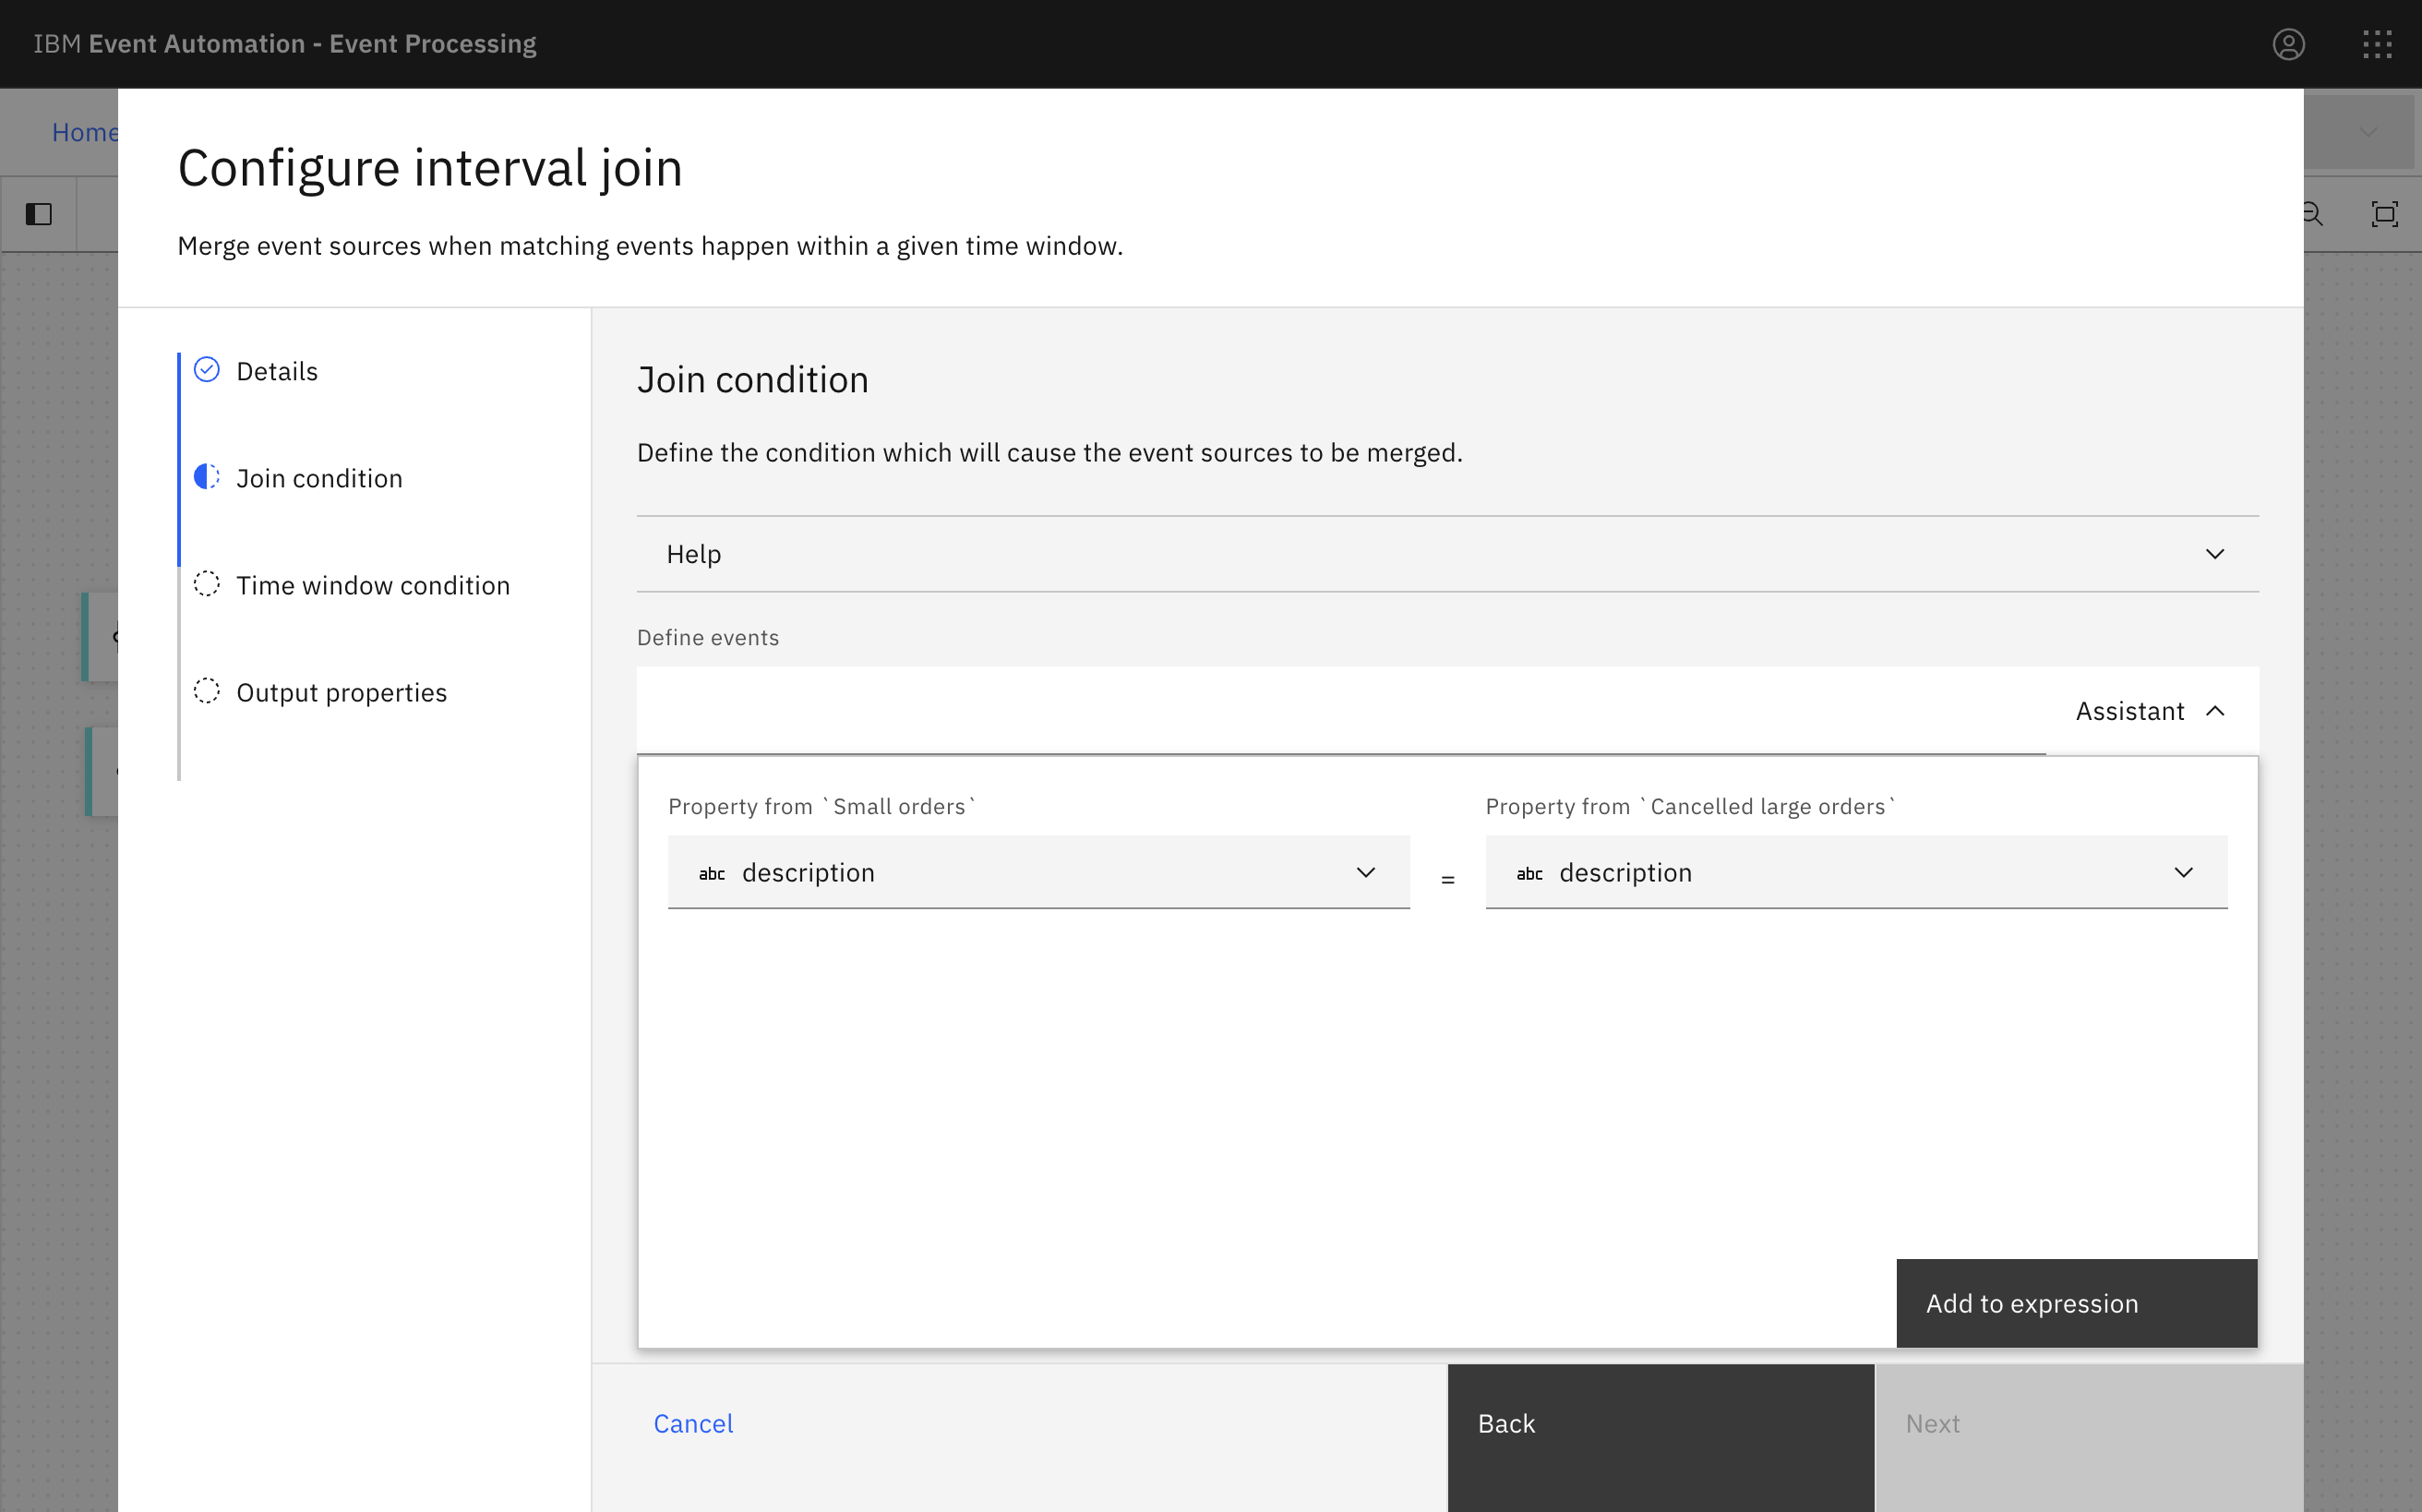 IBM Event Automation - Event Processing
Home
Configure interval join
Merge event sources when matching events happen within a given time window.
Details
Join condition
Time window condition
Output properties
Join condition
Define the condition which will cause the event sources to be merged.
Help
Define events
Assistant
Property from `Small orders`
Property from `Cancelled large orders`
abc description
=
abc description
Add to expression
Cancel
Back
Next